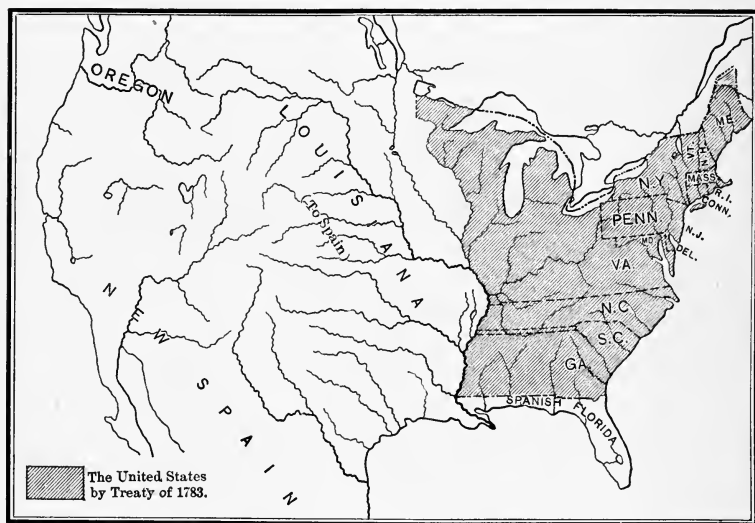 OREGON
LOUISIANA
(To Spain)
NEW SPAIN
ME.
VT.
N.H.
MASS.
N.Y.
R.I.
CONN.
PENN.
N.J.
MD.
DEL.
VA.
N.C.
S.C.
GA.
SPANISH FLORIDA
The United States
by Treaty of 1783.